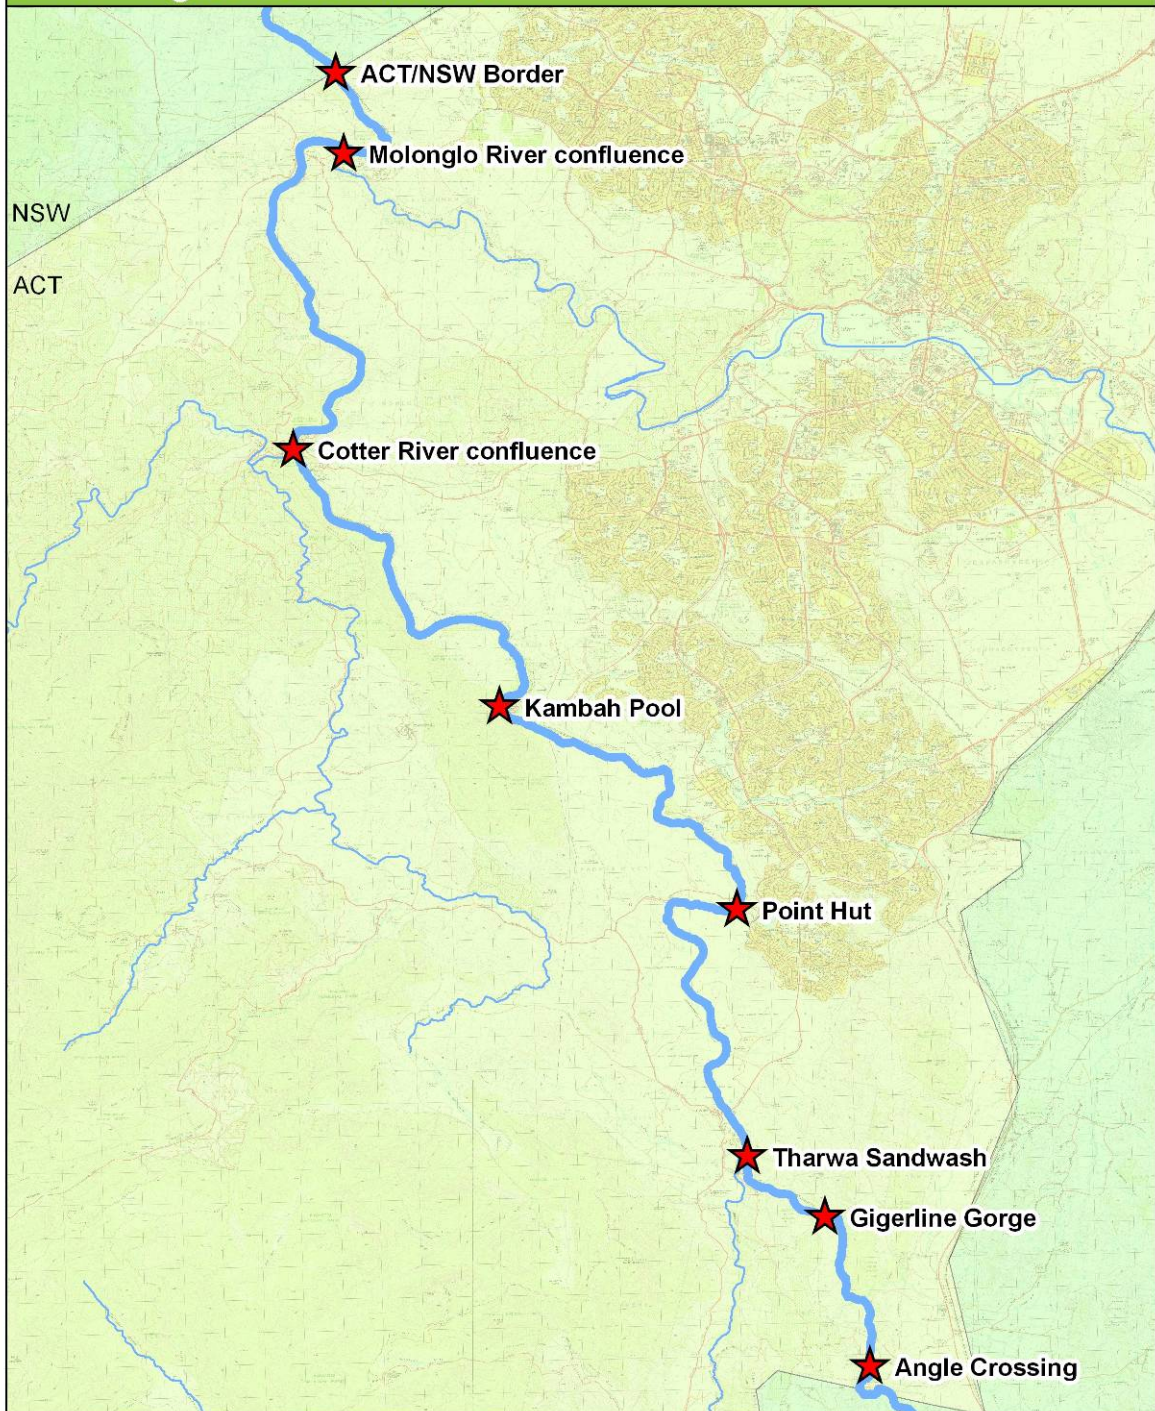 ACT/NSW Border
Molonglo River confluence
NSW
ACT
Cotter River confluence
Kambah Pool
Point Hut
Tharwa Sandwash
Gigerline Gorge
Angle Crossing